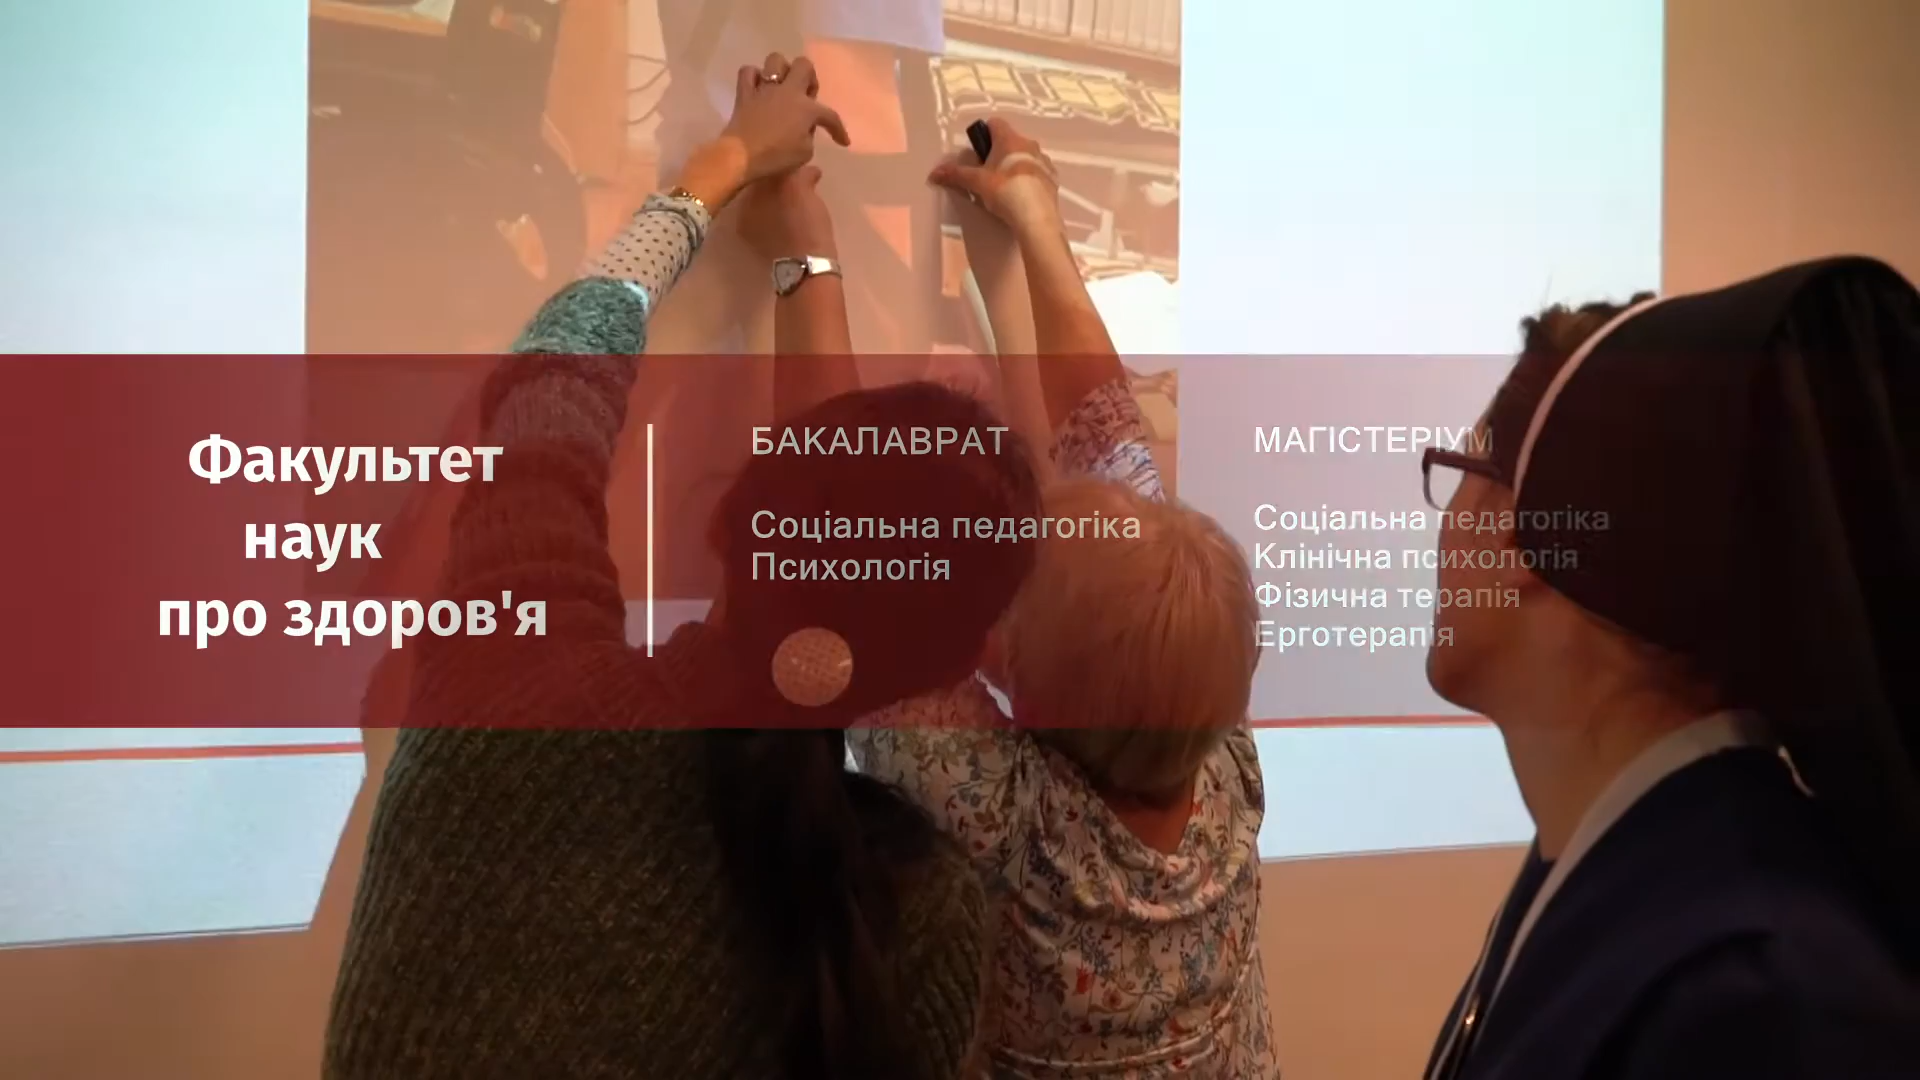 Факультет
наук
про здоров'я
БАКАЛАВРАТ
Соціальна педагогіка
Психологія
МАГІСТЕРІУМ
Соціальна педагогіка
Клінічна психологія
Фізична терапія
Ерготерапія